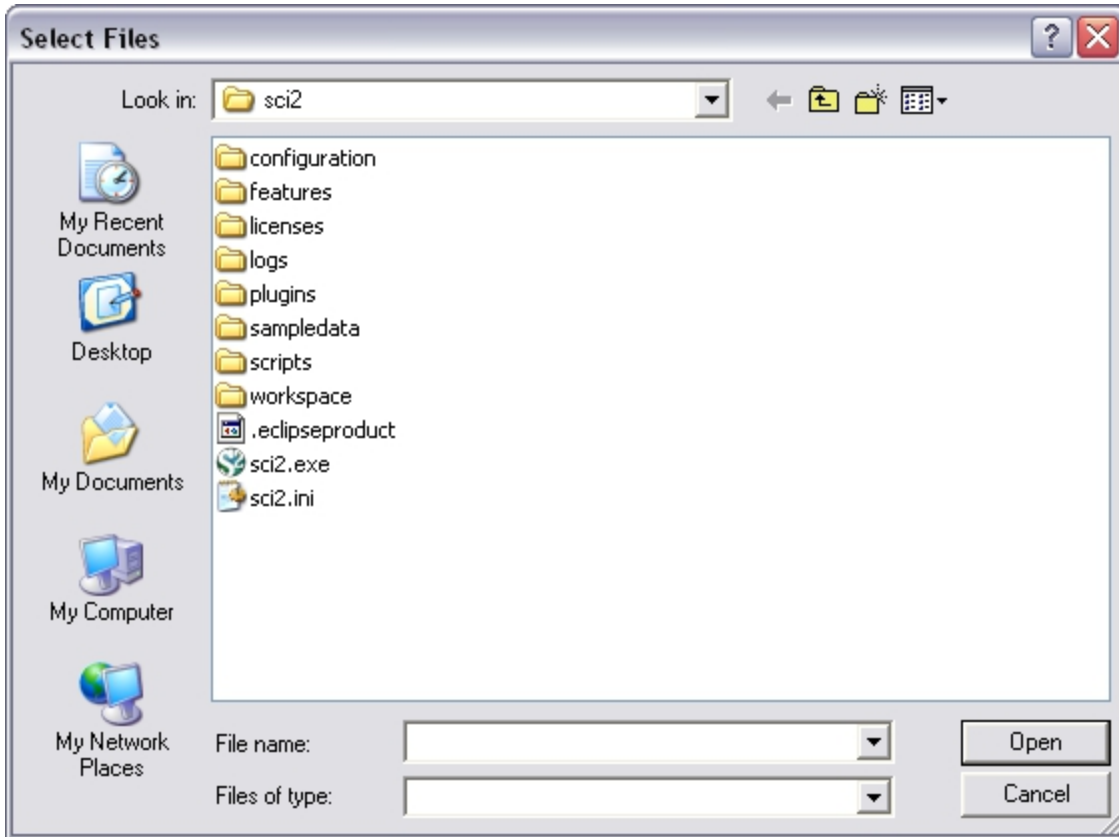 Select Files
Look in: sci2
My Recent
Documents
Desktop
My Documents
My Computer
My Network
Places
configuration
features
licenses
logs
plugins
sampledata
scripts
workspace
.eclipseproduct
sci2.exe
sci2.ini
File name:
Open
Files of type:
Cancel